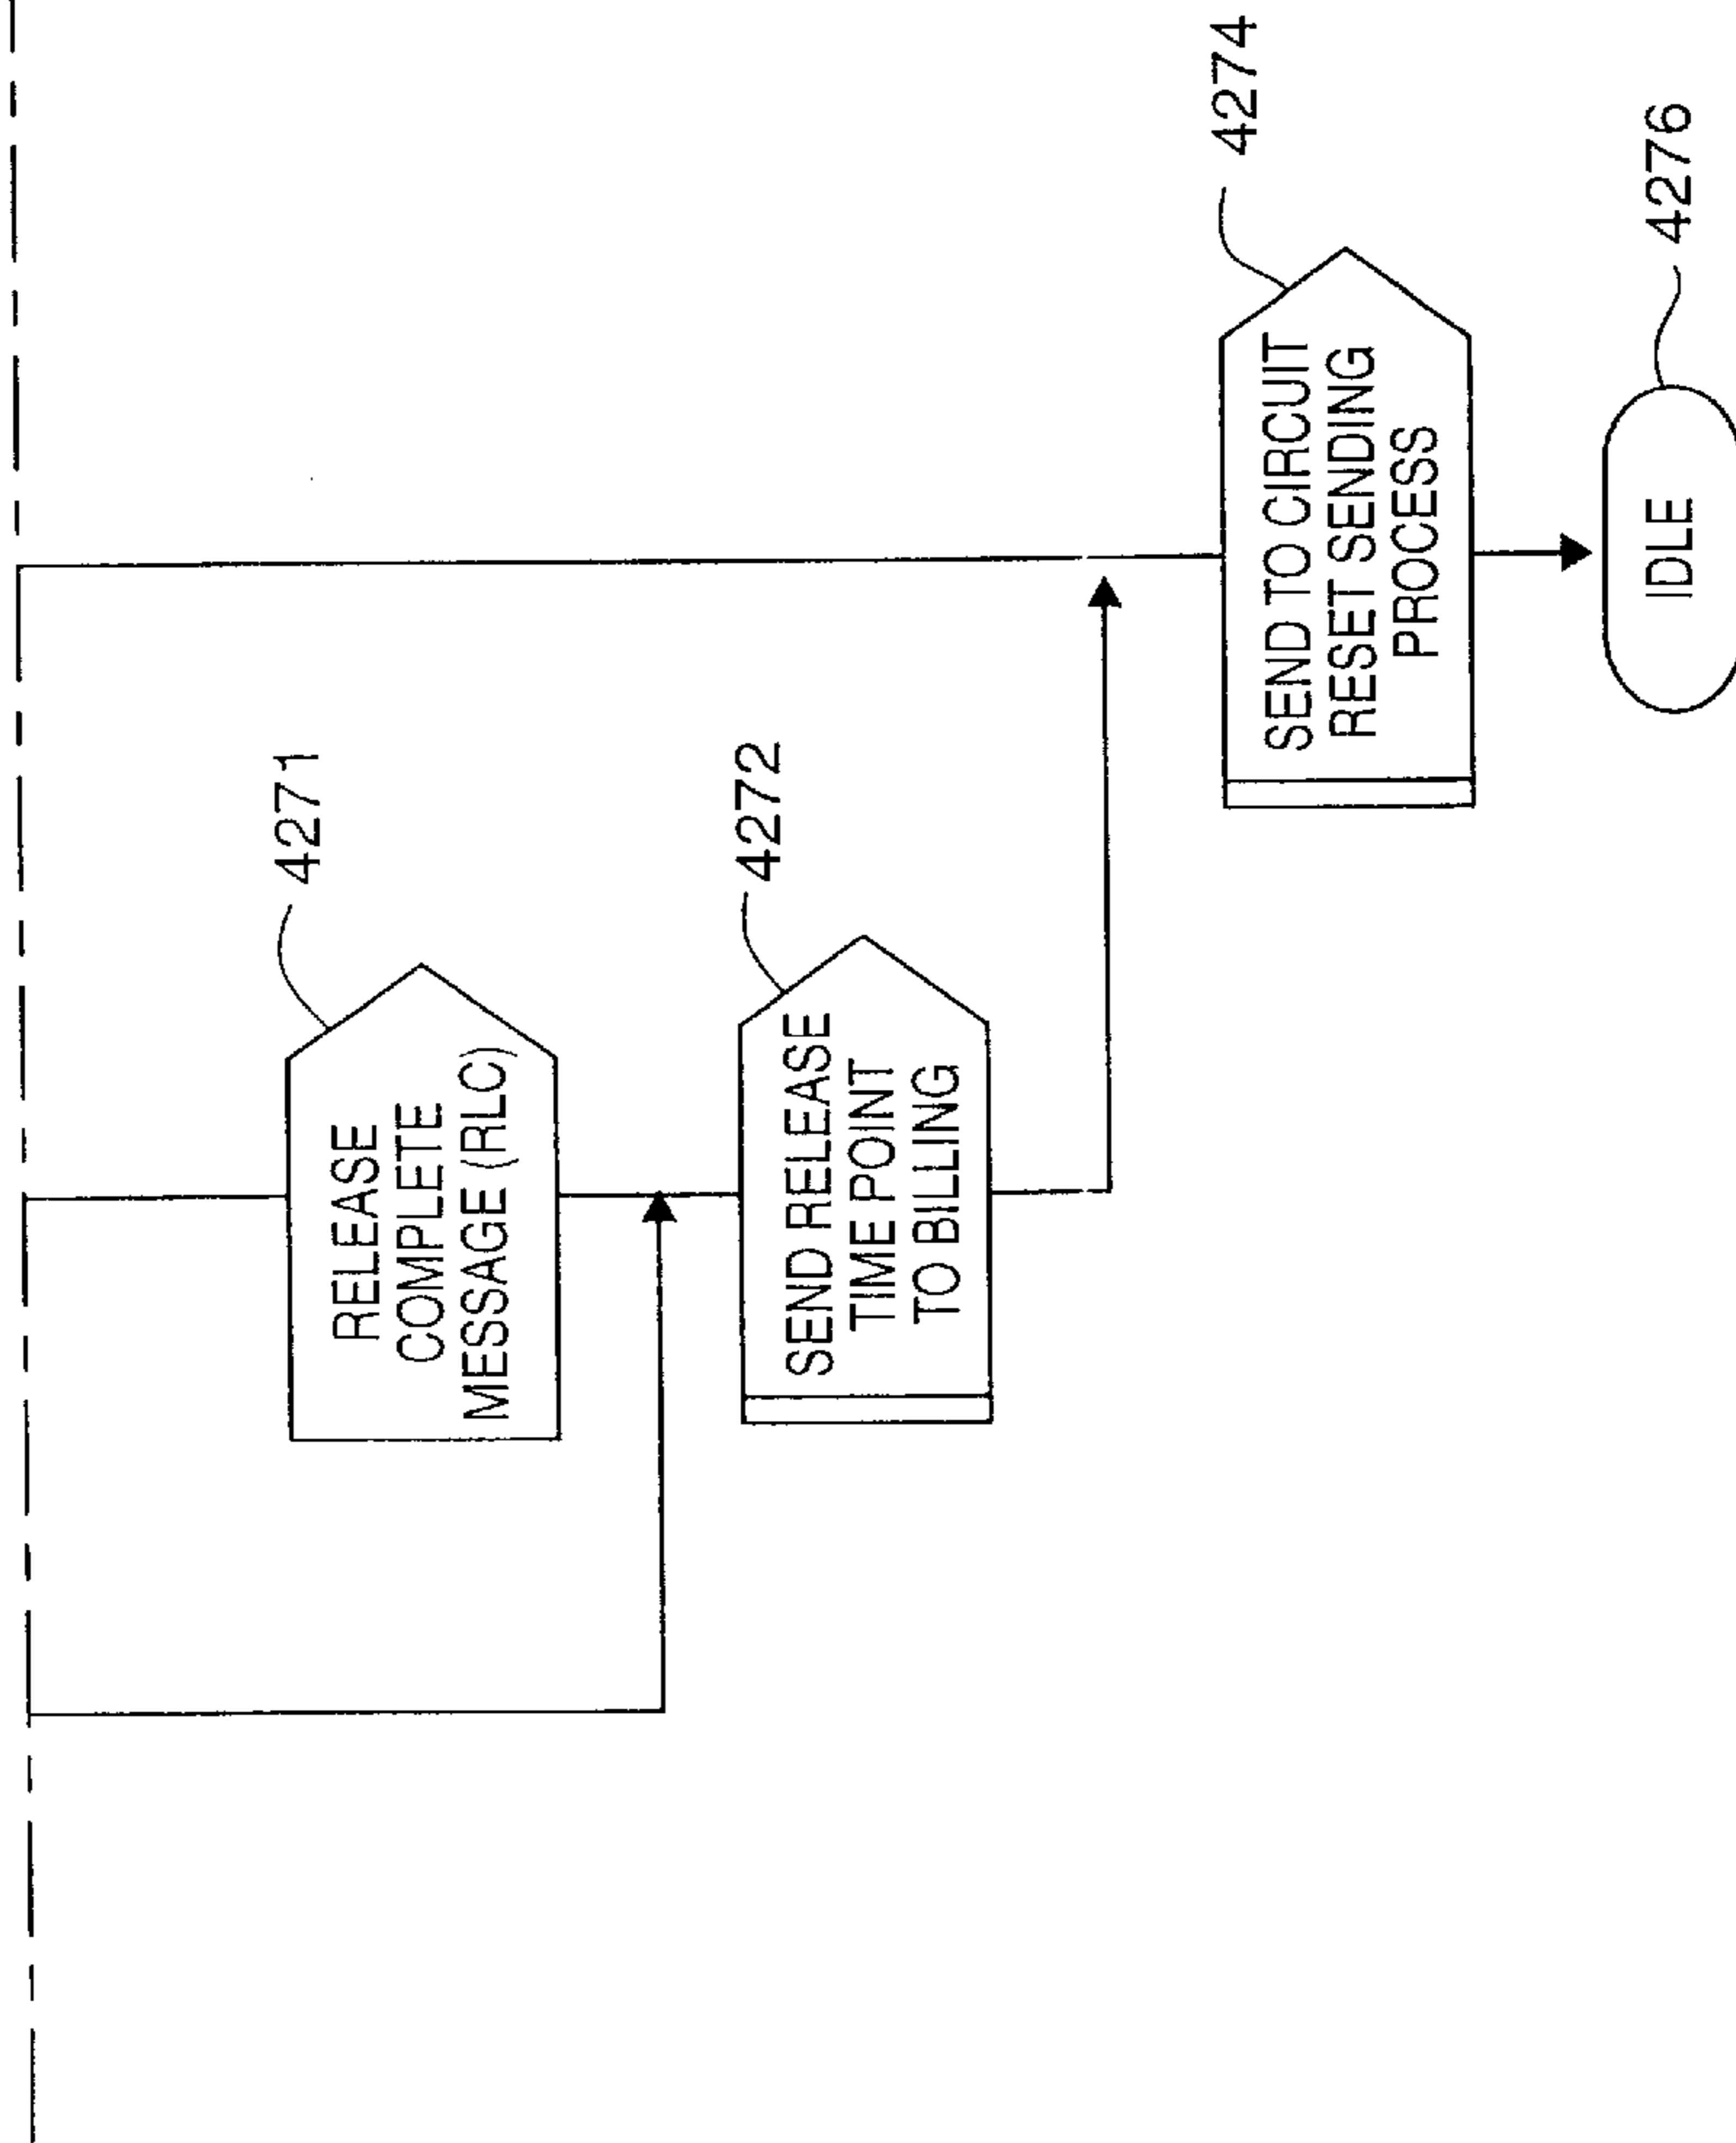 4271
RELEASE
COMPLETE
MESSAGE (RLC)
4272
SEND RELEASE
TIME POINT
TO BILLING
4274
SEND TO CIRCUIT
RESET SENDING
PROCESS
4276
IDLE